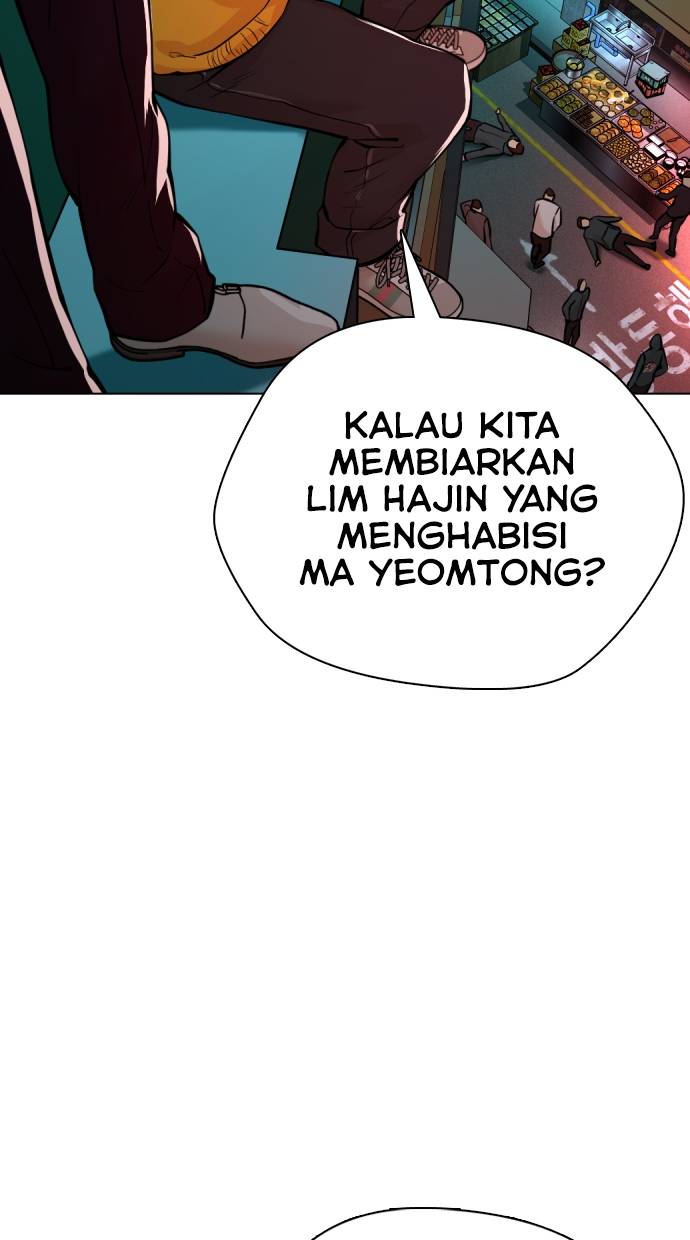 KALAU KITA
MEMBIARKAN
LIM HAJIN YANG
MENGHABISI
MA YEOMTONG?